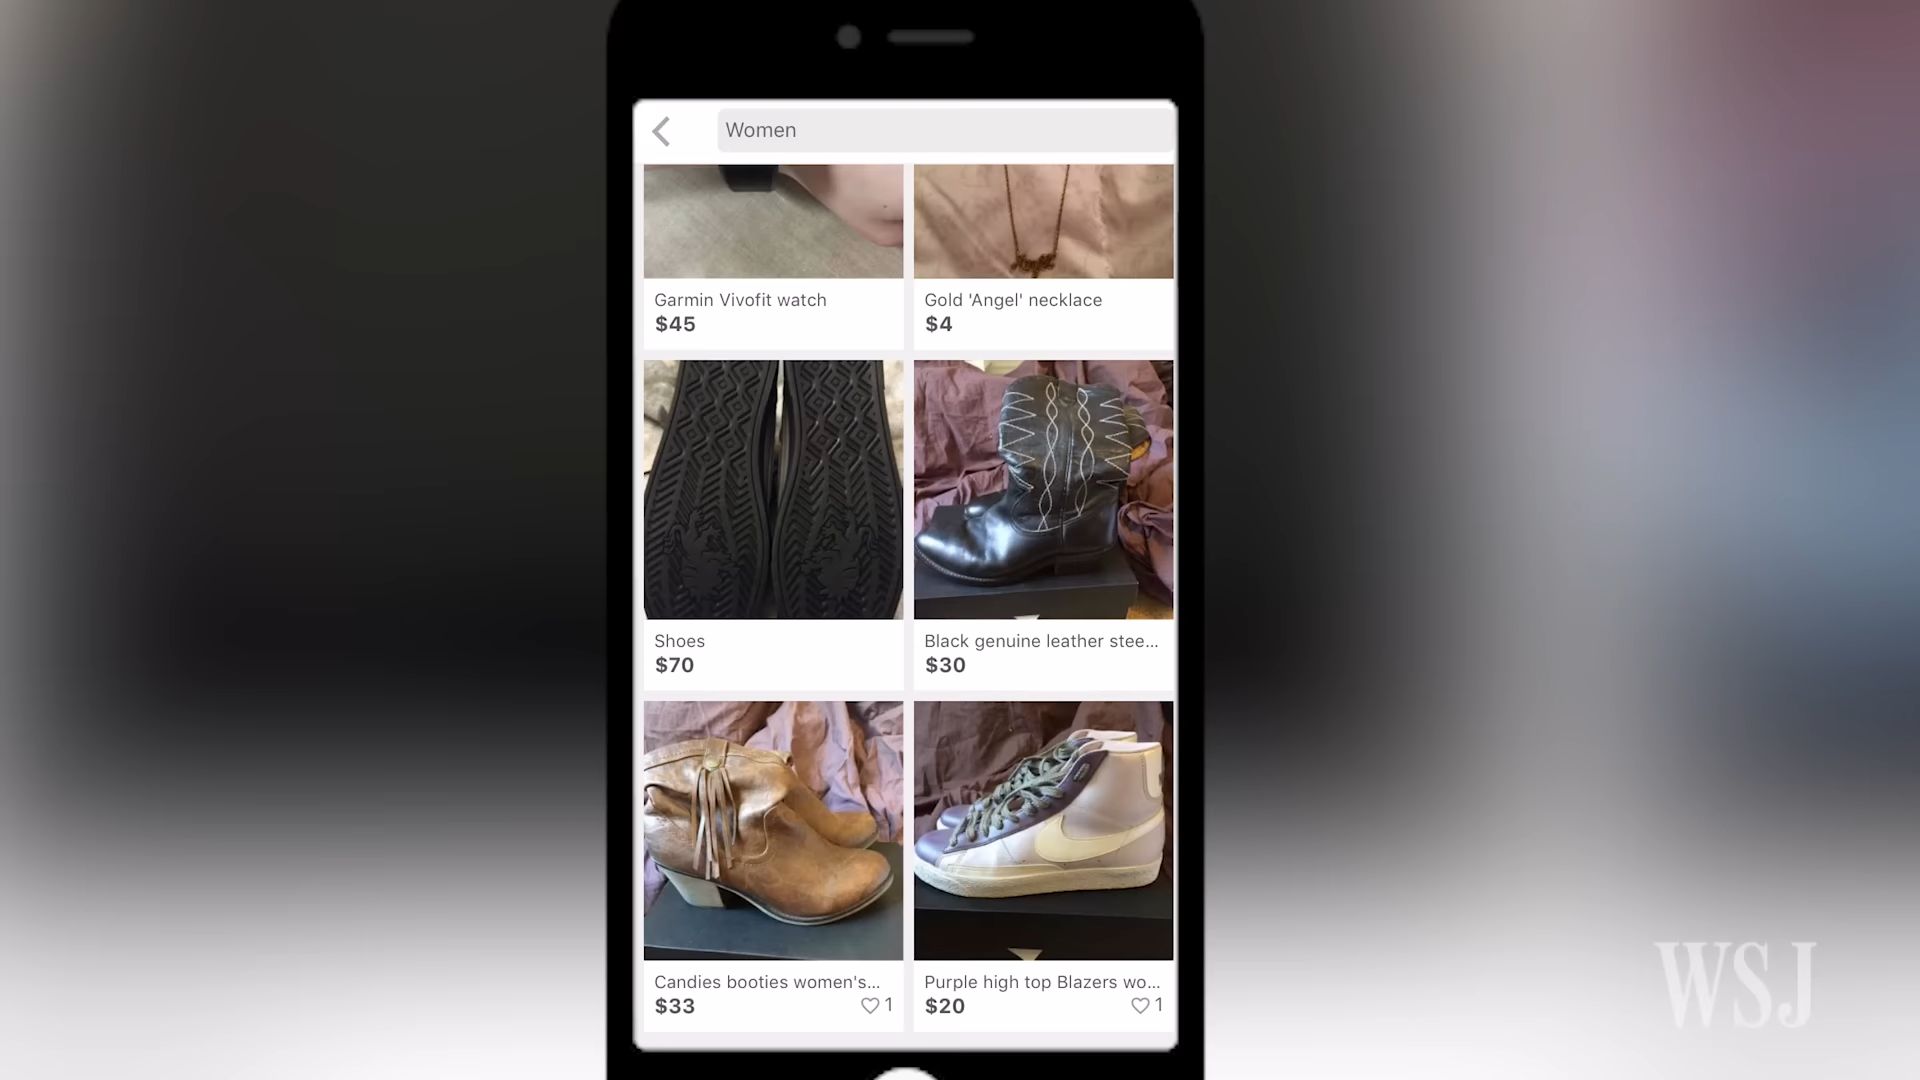 Women
Garmin Vivofit watch
$45
Gold 'Angel' necklace
$4
Shoes
$70
Black genuine leather stee...
$30
Candies booties women's...
$33
1
Purple high top Blazers wo...
$20
1
WSJ